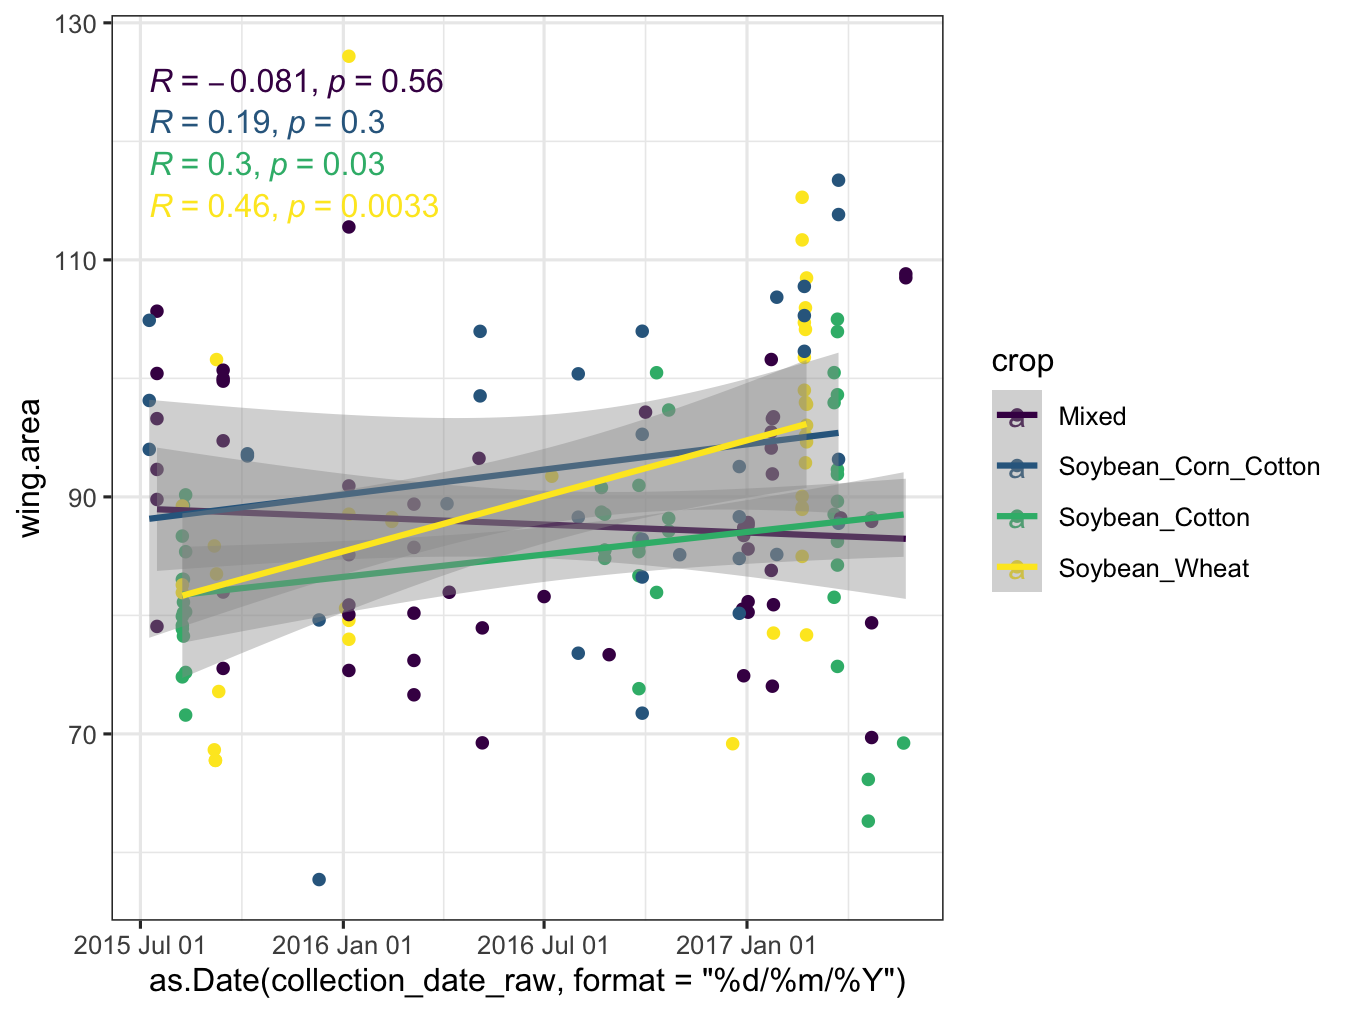 130
110
90
70
wing.area
R = −0.081, p = 0.56
R = 0.19, p = 0.3
R = 0.3, p = 0.03
R = 0.46, p = 0.0033
2015 Jul 01 2016 Jan 01 2016 Jul 01 2017 Jan 01
as.Date(collection_date_raw, format = "%d/%m/%Y")
crop
a Mixed
a Soybean_Corn_Cotton
a Soybean_Cotton
a Soybean_Wheat